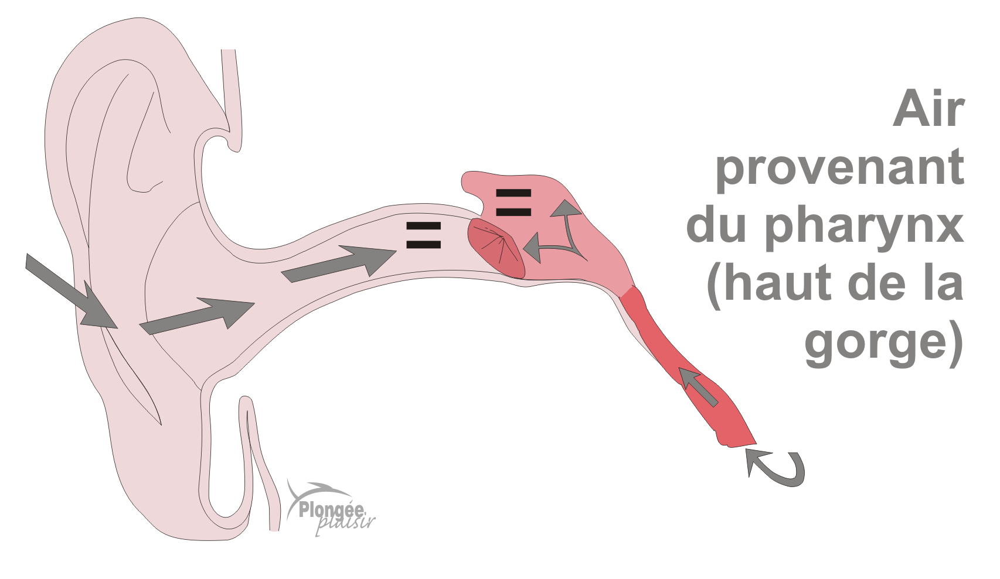 Air
provenant
du pharynx
(haut de la
gorge)
Plongée
plaisir